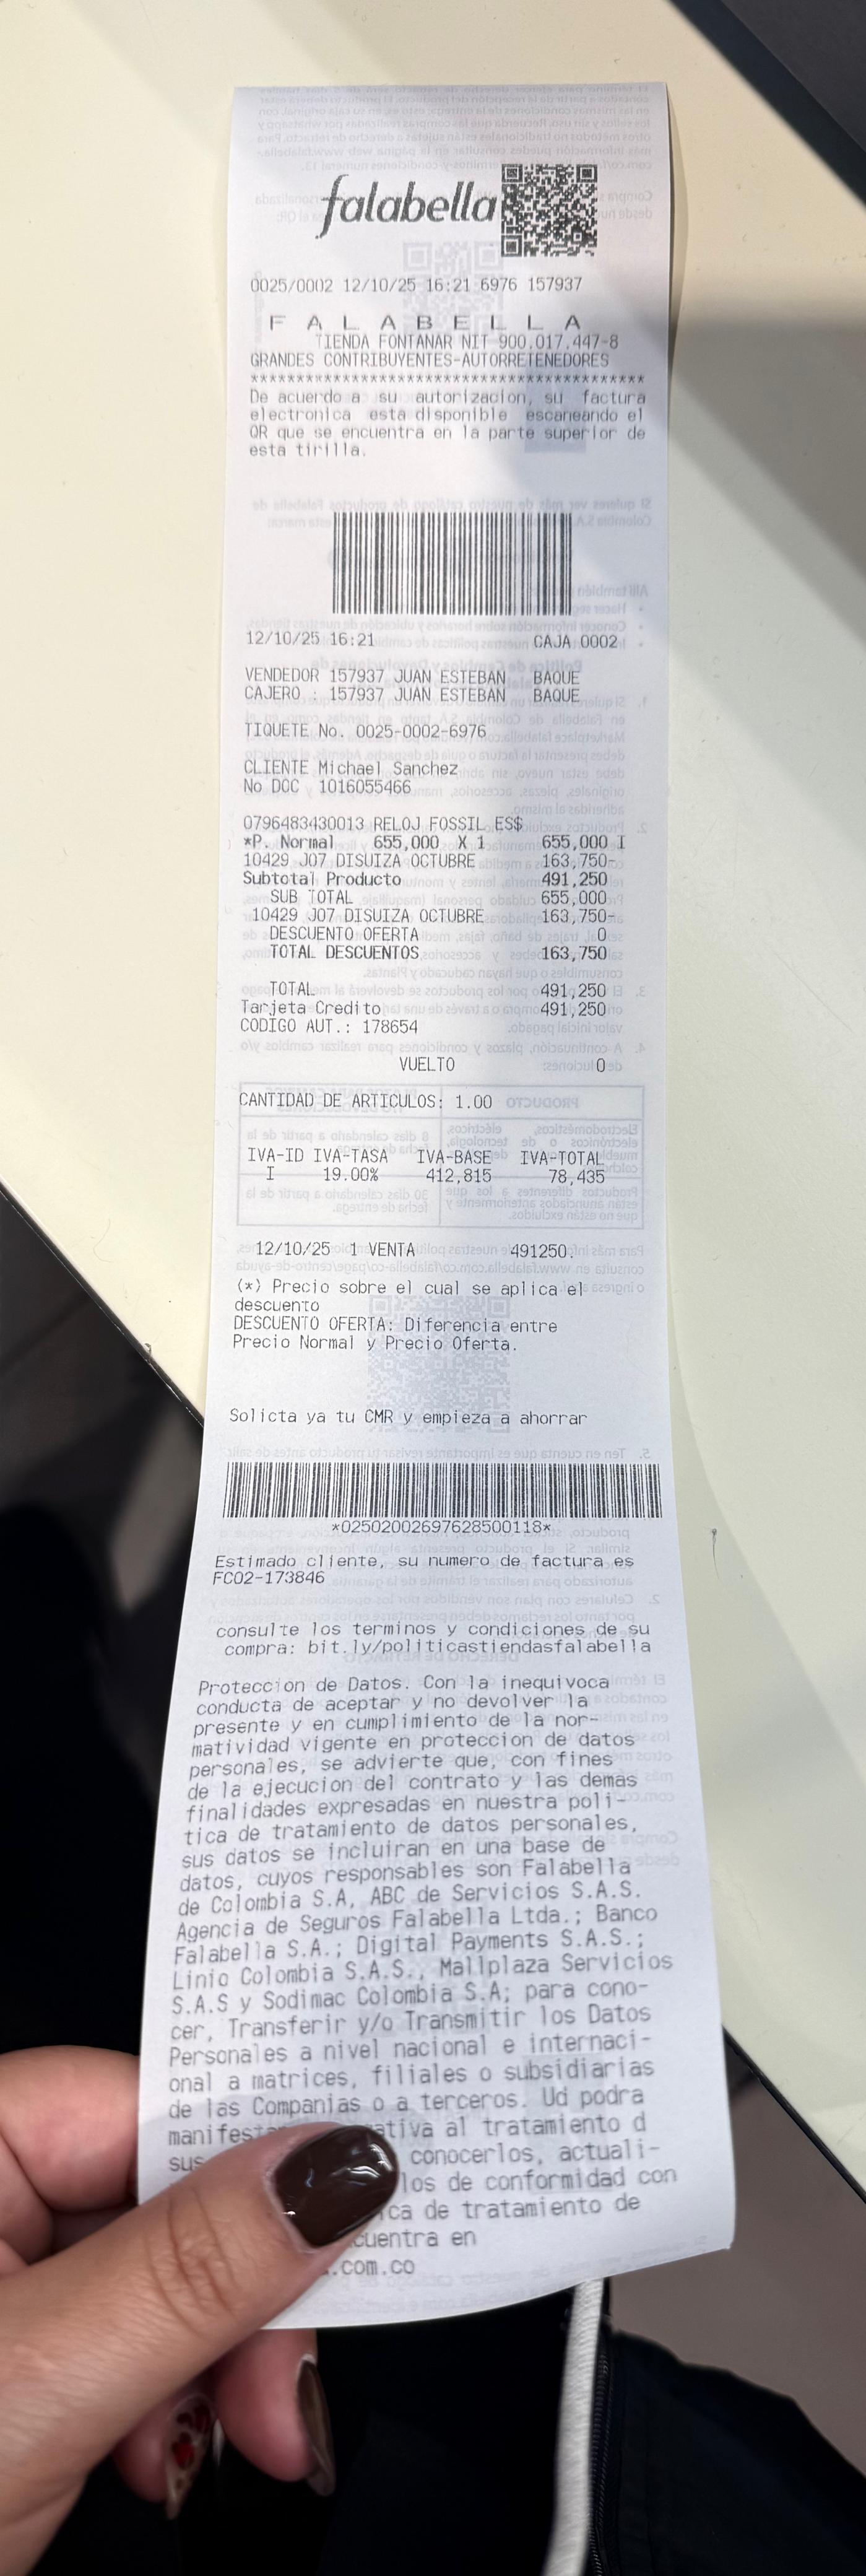 falabella
0025/0002 12/10/25 16:21 6976 157937
FALABELLA
TIENDA FONTANAR NIT 900.017.447-8
GRANDES CONTRIBUYENTES-AUTORRETENEDORES
******************************************
De acuerdo a su autorizacion, su factura
electronica esta disponible escaneando el
QR que se encuentra en la parte superior de
esta tirilla.
12/10/25 16:21 CAJA 0002
VENDEDOR 157937 JUAN ESTEBAN BAQUE
CAJERO : 157937 JUAN ESTEBAN BAQUE
TIQUETE No. 0025-0002-6976
CLIENTE Michael Sanchez
No DCC 1016055466
0796483430013 RELOJ FOSSIL ES$
*P. Normal 655,000 X 1 655,000 I
10429 J07 DISUIZA OCTUBRE 163,750-
Subtotal Producto 491,250
SUB TOTAL 655,000
10429 J07 DISUIZA OCTUBRE 163,750-
DESCUENTO OFERTA 0
TOTAL DESCUENTOS 163,750
TOTAL 491,250
Tarjeta Credito 491,250
CODIGO AUT.: 178654
VUELTO 0
CANTIDAD DE ARTICULOS: 1.00
IVA-ID IVA-TASA IVA-BASE IVA-TOTAL
I 19.00% 412,815 78,435
12/10/25 1 VENTA 491250.
(*) Precio sobre el cual se aplica el
descuento
DESCUENTO OFERTA: Diferencia entre
Precio Normal y Precio Oferta.
Solicta ya tu CMR y empieza a ahorrar
*02502002697628500118*
Estimado cliente, su numero de factura es
FC02-173846
consulte los terminos y condiciones de su
compra: bit.ly/politicastiendasfalabella
Proteccion de Datos. Con la inequivoca
conducta de aceptar y no devolver la
presente y en cumplimiento de la nor-
matividad vigente en proteccion de datos
personales, se advierte que, con fines
de la ejecucion del contrato y las demas
finalidades expresadas en nuestra poli-
tica de tratamiento de datos personales,
sus datos se incluiran en una base de
datos, cuyos responsables son Falabella
de Colombia S.A, ABC de Servicios S.A.S.
Agencia de Seguros Falabella Ltda.; Banco
Falabella S.A.; Digital Payments S.A.S.;
Linio Colombia S.A.S., Mallplaza Servicios
S.A.S y Sodimac Colombia S.A; para cono-
cer, Transferir y/o Transmitir los Datos
Personales a nivel nacional e internaci-
onal a matrices, filiales o subsidiarias
de las Companias o a terceros. Ud podra
al tratamiento d
sus conocerlos, actuali-
los de conformidad con
de tratamiento de
en
.com.co